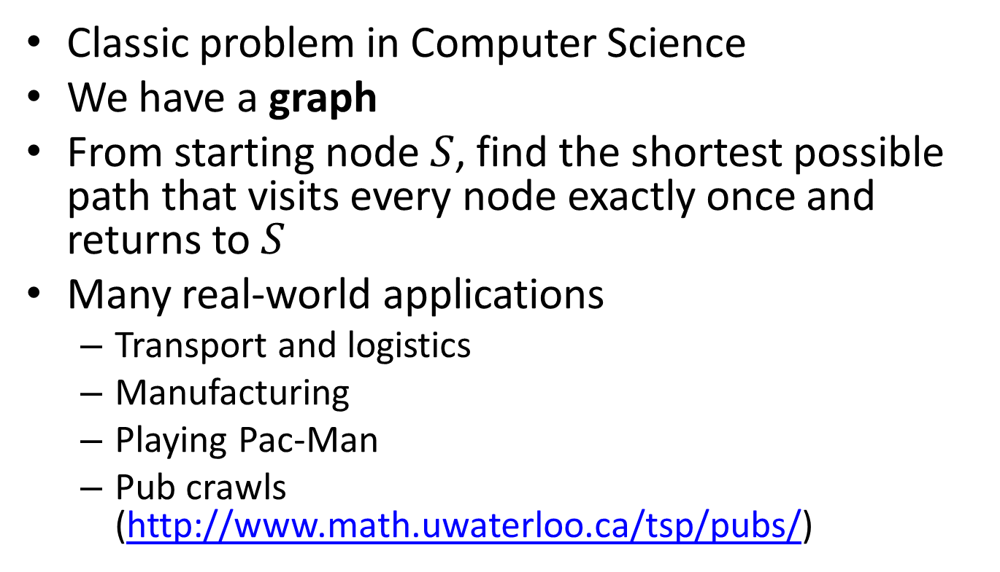 • Classic problem in Computer Science
• We have a graph
• From starting node S, find the shortest possible
path that visits every node exactly once and
returns to S
• Many real-world applications
– Transport and logistics
– Manufacturing
– Playing Pac-Man
– Pub crawls
(http://www.math.uwaterloo.ca/tsp/pubs/)